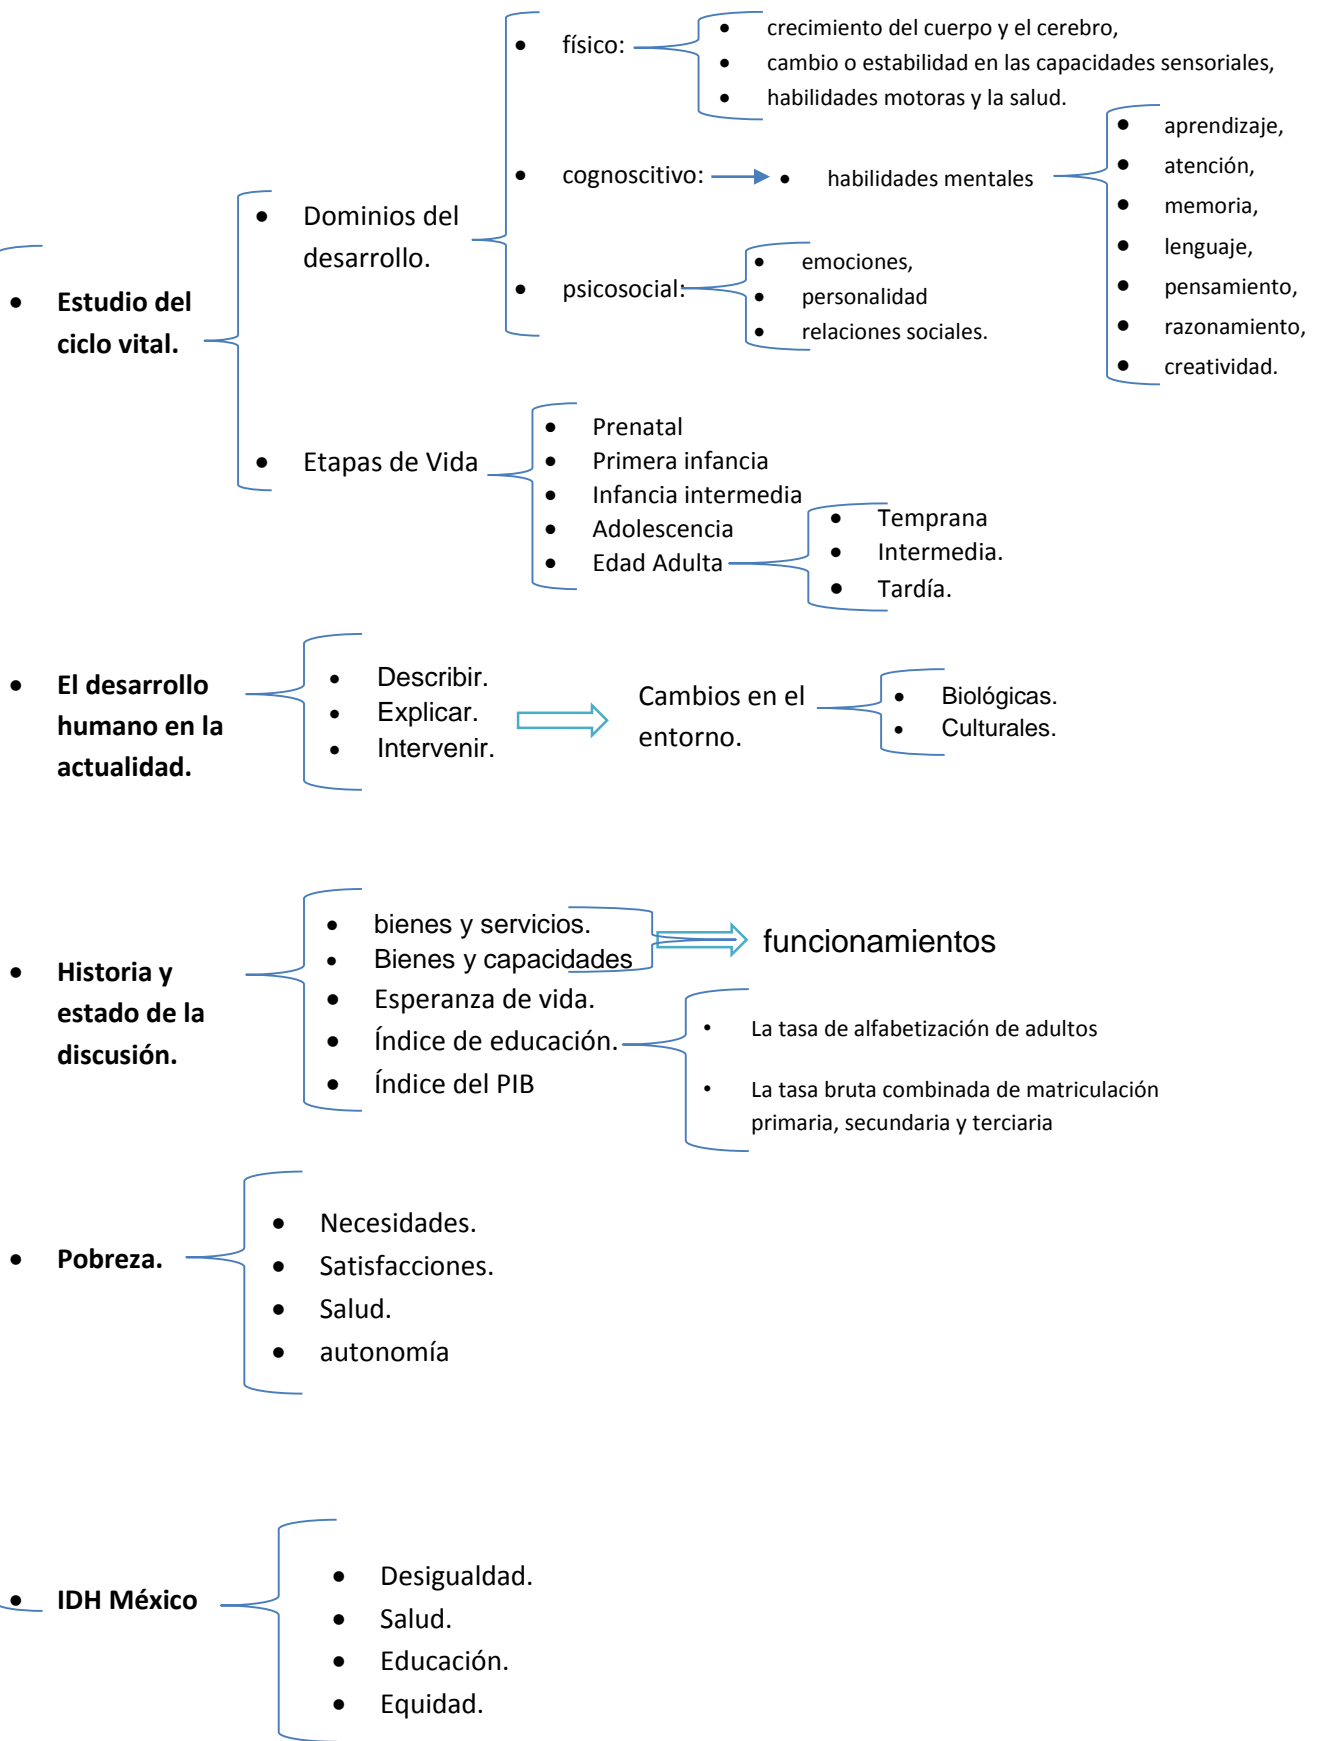 • físico:
• crecimiento del cuerpo y el cerebro,
• cambio o estabilidad en las capacidades sensoriales,
• habilidades motoras y la salud.
• cognoscitivo:
• habilidades mentales
• aprendizaje,
• atención,
• memoria,
• lenguaje,
• pensamiento,
• razonamiento,
• creatividad.
• Dominios del
desarrollo.
• psicosocial:
• emociones,
• personalidad
• relaciones sociales.
• Estudio del
ciclo vital.
• Etapas de Vida
• Prenatal
• Primera infancia
• Infancia intermedia
• Adolescencia
• Edad Adulta
• Temprana
• Intermedia.
• Tardía.
• El desarrollo
humano en la
actualidad.
• Describir.
• Explicar.
• Intervenir.
Cambios en el
entorno.
• Biológicas.
• Culturales.
• Historia y
estado de la
discusión.
• bienes y servicios.
• Bienes y capacidades
• Esperanza de vida.
• Índice de educación.
• Índice del PIB
funcionamientos
• La tasa de alfabetización de adultos
• La tasa bruta combinada de matriculación
primaria, secundaria y terciaria
• Pobreza.
• Necesidades.
• Satisfacciones.
• Salud.
• autonomía
• IDH México
• Desigualdad.
• Salud.
• Educación.
• Equidad.